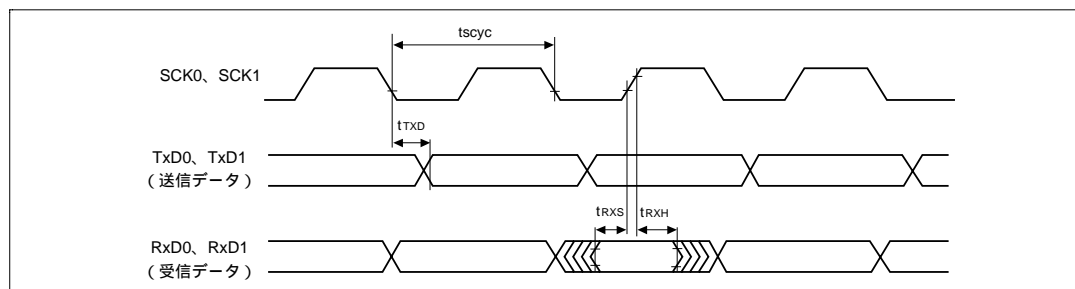 tscyc
SCK0、SCK1
tTXD
TxD0、TxD1
(送信データ)
tRXS
tRXH
RxD0、RxD1
(受信データ)